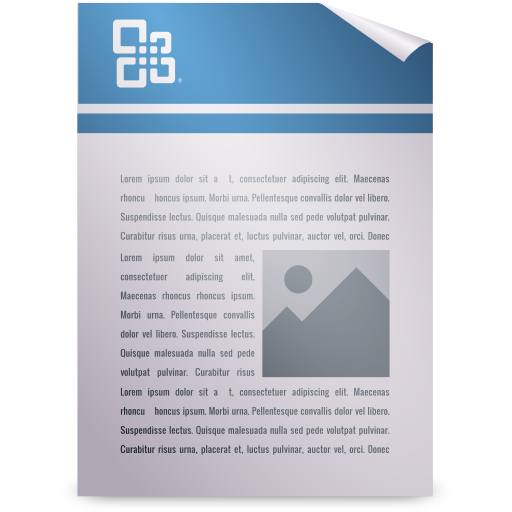 Lorem ipsum dolor sit a t, consectetuer adipiscing elit. Maecenas
rhoncu honcus ipsum. Morbi urna. Pellentesque convallis dolor vel libero.
Suspendisse lectus. Quisque malesuada nulla sed pede volutpat pulvinar.
Curabitur risus urna, placerat et, luctus pulvinar, auctor vel, orci. Donec
Lorem ipsum dolor sit amet,
consectetuer adipiscing elit.
Maecenas rhoncus rhoncus ipsum.
Morbi urna. Pellentesque convallis
dolor vel libero. Suspendisse lectus.
Quisque malesuada nulla sed pede
volutpat pulvinar. Curabitur risus
Lorem ipsum dolor sit a t, consectetuer adipiscing elit. Maecenas
rhoncu honcus ipsum. Morbi urna. Pellentesque convallis dolor vel libero.
Suspendisse lectus. Quisque malesuada nulla sed pede volutpat pulvinar.
Curabitur risus urna, placerat et, luctus pulvinar, auctor vel, orci. Donec